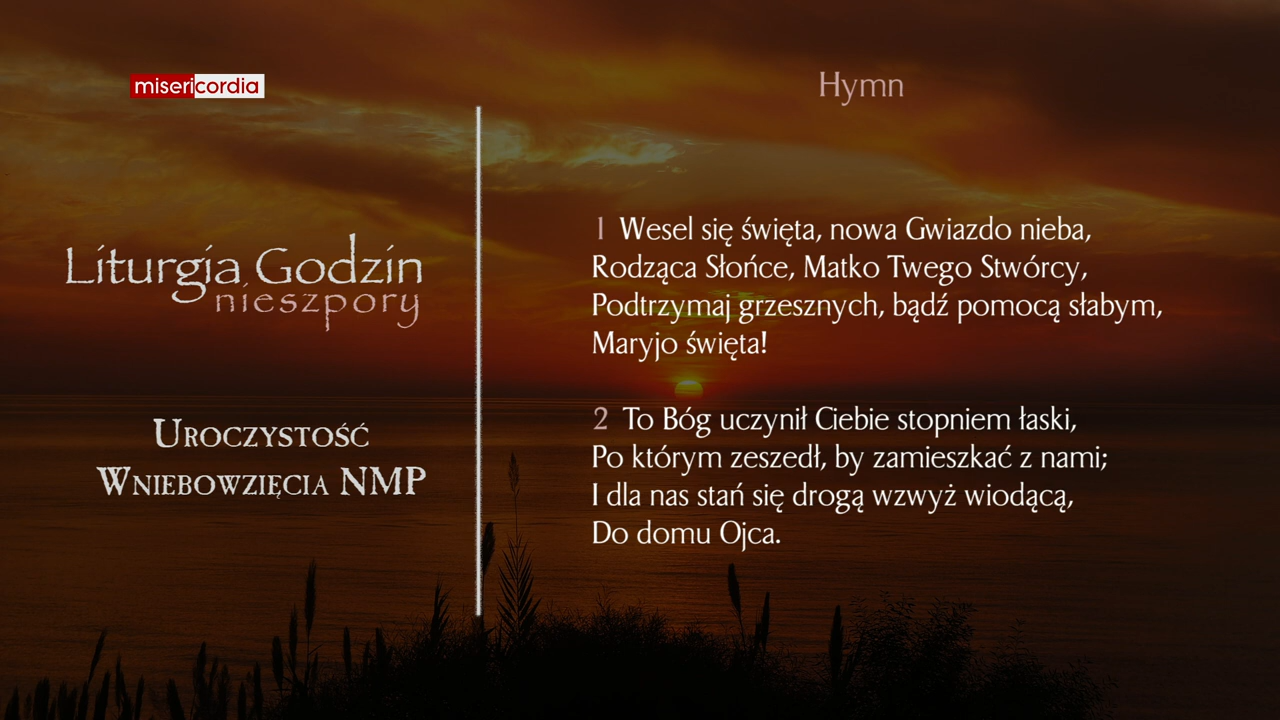 misericordia
Liturgia Godzin
nieszpory
Uroczystość
Wniebowzięcia NMP
Hymn
1 Wesel się święta, nowa Gwiazdo nieba,
Rodząca Słońce, Matko Twego Stwórcy,
Podtrzymaj grzesznych, bądź pomocą słabym,
Maryjo święta!
2 To Bóg uczynił Ciebie stopniem łaski,
Po którym zeszedł, by zamieszkać z nami;
I dla nas stań się drogą wzwyż wiodącą,
Do domu Ojca.